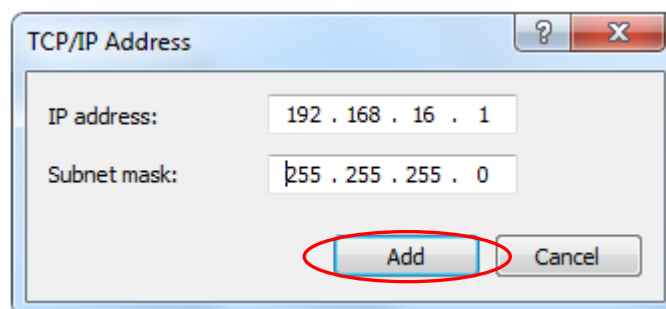 TCP/IP Address
IP address: 192 . 168 . 16 . 1
Subnet mask: 255 . 255 . 255 . 0
Add Cancel